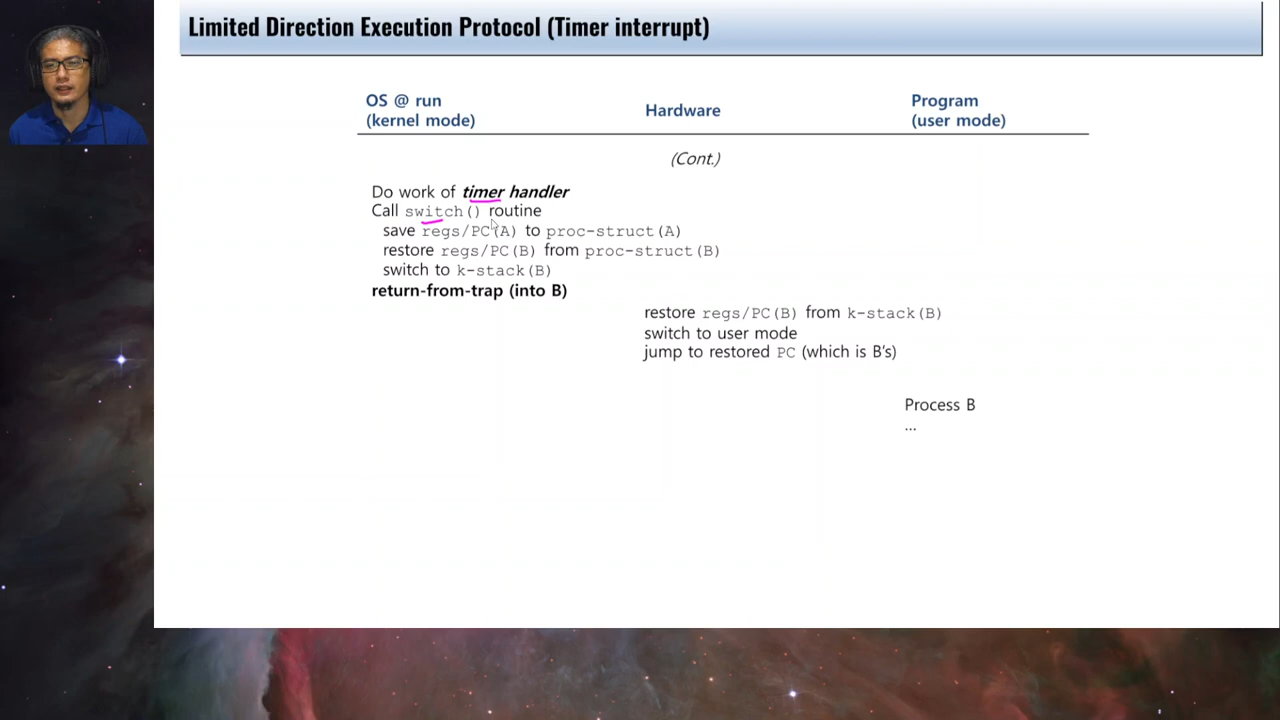 Limited Direction Execution Protocol (Timer interrupt)
OS @ run
(kernel mode)
Hardware
Program
(user mode)
(Cont.)
Do work of timer handler
Call switch() routine
save regs/PC(A) to proc-struct(A)
restore regs/PC(B) from proc-struct(B)
switch to k-stack(B)
return-from-trap (into B)
restore regs/PC(B) from k-stack(B)
switch to user mode
jump to restored PC (which is B's)
Process B
...